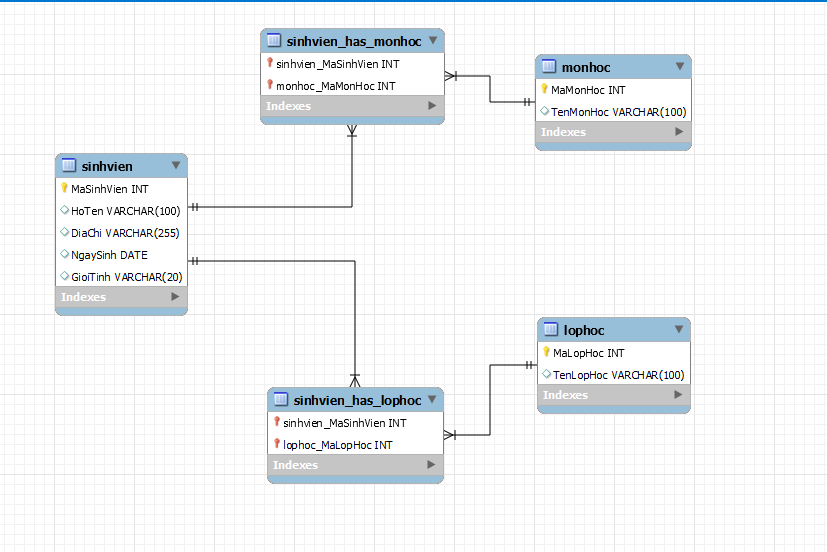 sinhvien_has_monhoc
sinhvien_MaSinhVien INT
monhoc_MaMonHoc INT
Indexes
monhoc
MaMonHoc INT
TenMonHoc VARCHAR(100)
Indexes
sinhvien
MaSinhVien INT
HoTen VARCHAR(100)
DiaChi VARCHAR(255)
NgaySinh DATE
GioiTinh VARCHAR(20)
Indexes
lophoc
MaLopHoc INT
TenLopHoc VARCHAR(100)
Indexes
sinhvien_has_lophoc
sinhvien_MaSinhVien INT
lophoc_MaLopHoc INT
Indexes